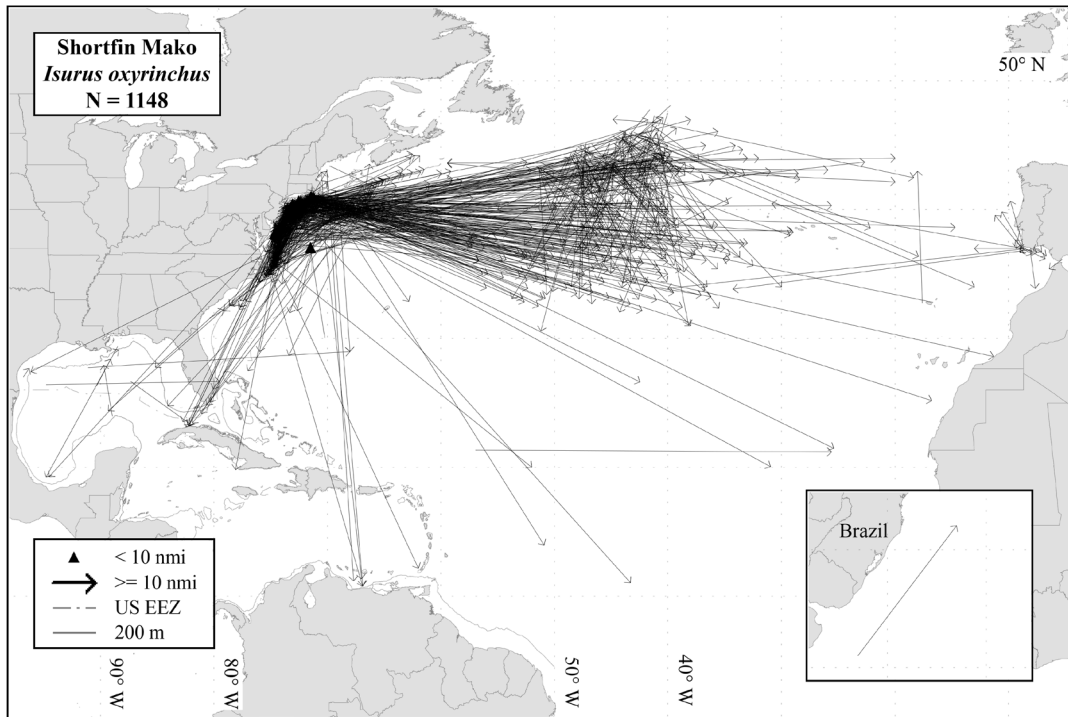 Shortfin Mako
Isurus oxyrinchus
N = 1148
50° N
Brazil
< 10 nmi
>= 10 nmi
US EEZ
200 m
90° W
80° W
50° W
40° W